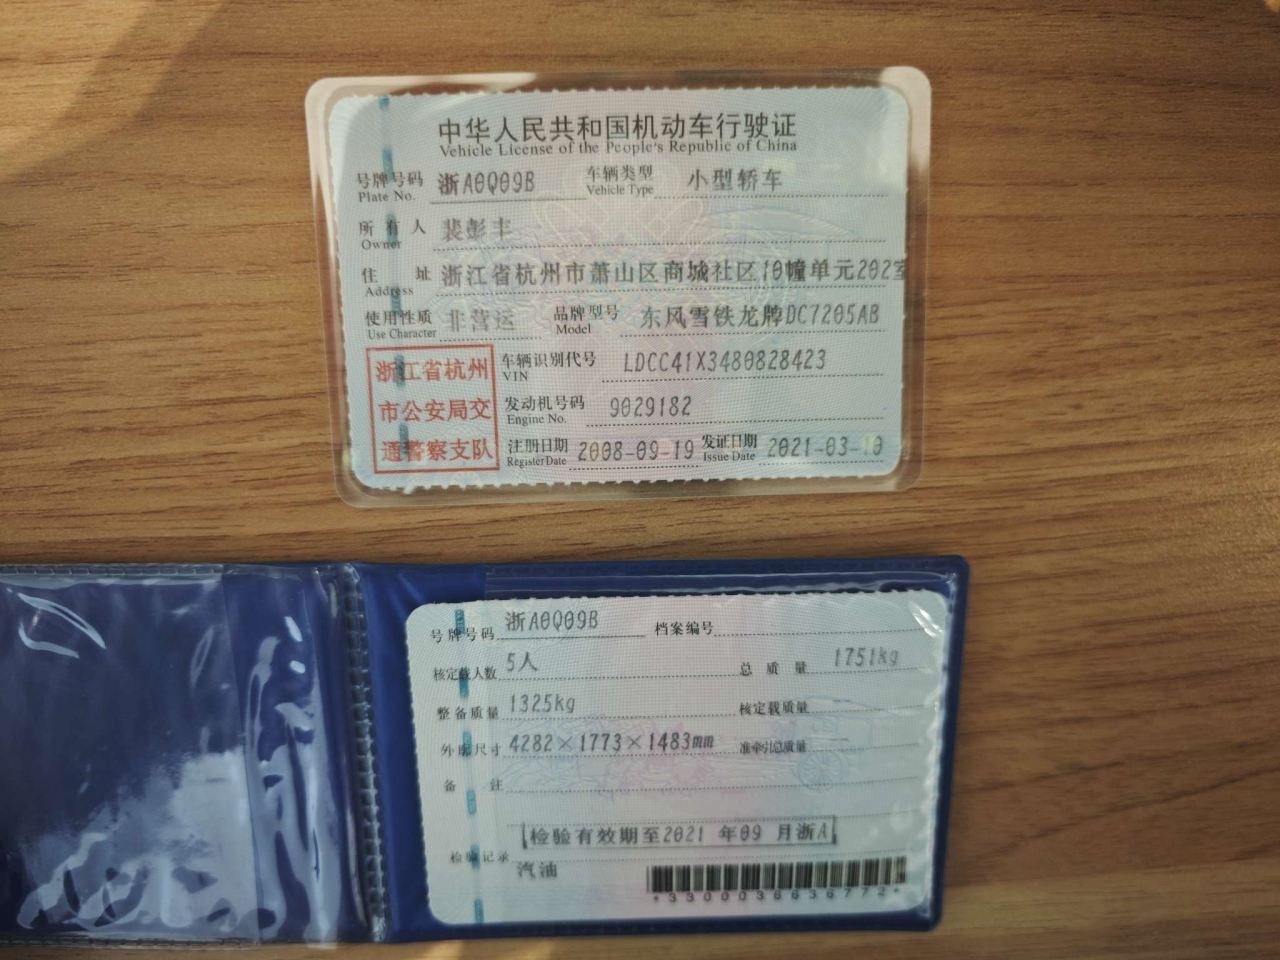 中华人民共和国机动车行驶证
Vehicle License of the People's Republic of China
号牌号码 浙A0Q09B 车辆类型 小型轿车
Plate No. Vehicle Type
所有人 裴彭丰
Owner
住址 浙江省杭州市萧山区商城社区10幢单元202室
Address
使用性质 非营运 品牌型号 东风雪铁龙牌DC7205AB
Use Character Model
浙江省杭州
市公安局交
通警察支队
车辆识别代号 LDCC41X3480828423
VIN
发动机号码 9029182
Engine No.
注册日期 2008-09-19 发证日期 2021-03-10
Register Date Issue Date
号牌号码 浙A0Q09B 档案编号
核定载人数 5人 总质量 1751kg
整备质量 1325kg 核定载质量
外廓尺寸 4282×1773×1483mm 准牵引总质量
备注
检验有效期至2021 年09 月浙A
检验记录
汽油
*3300036636772*